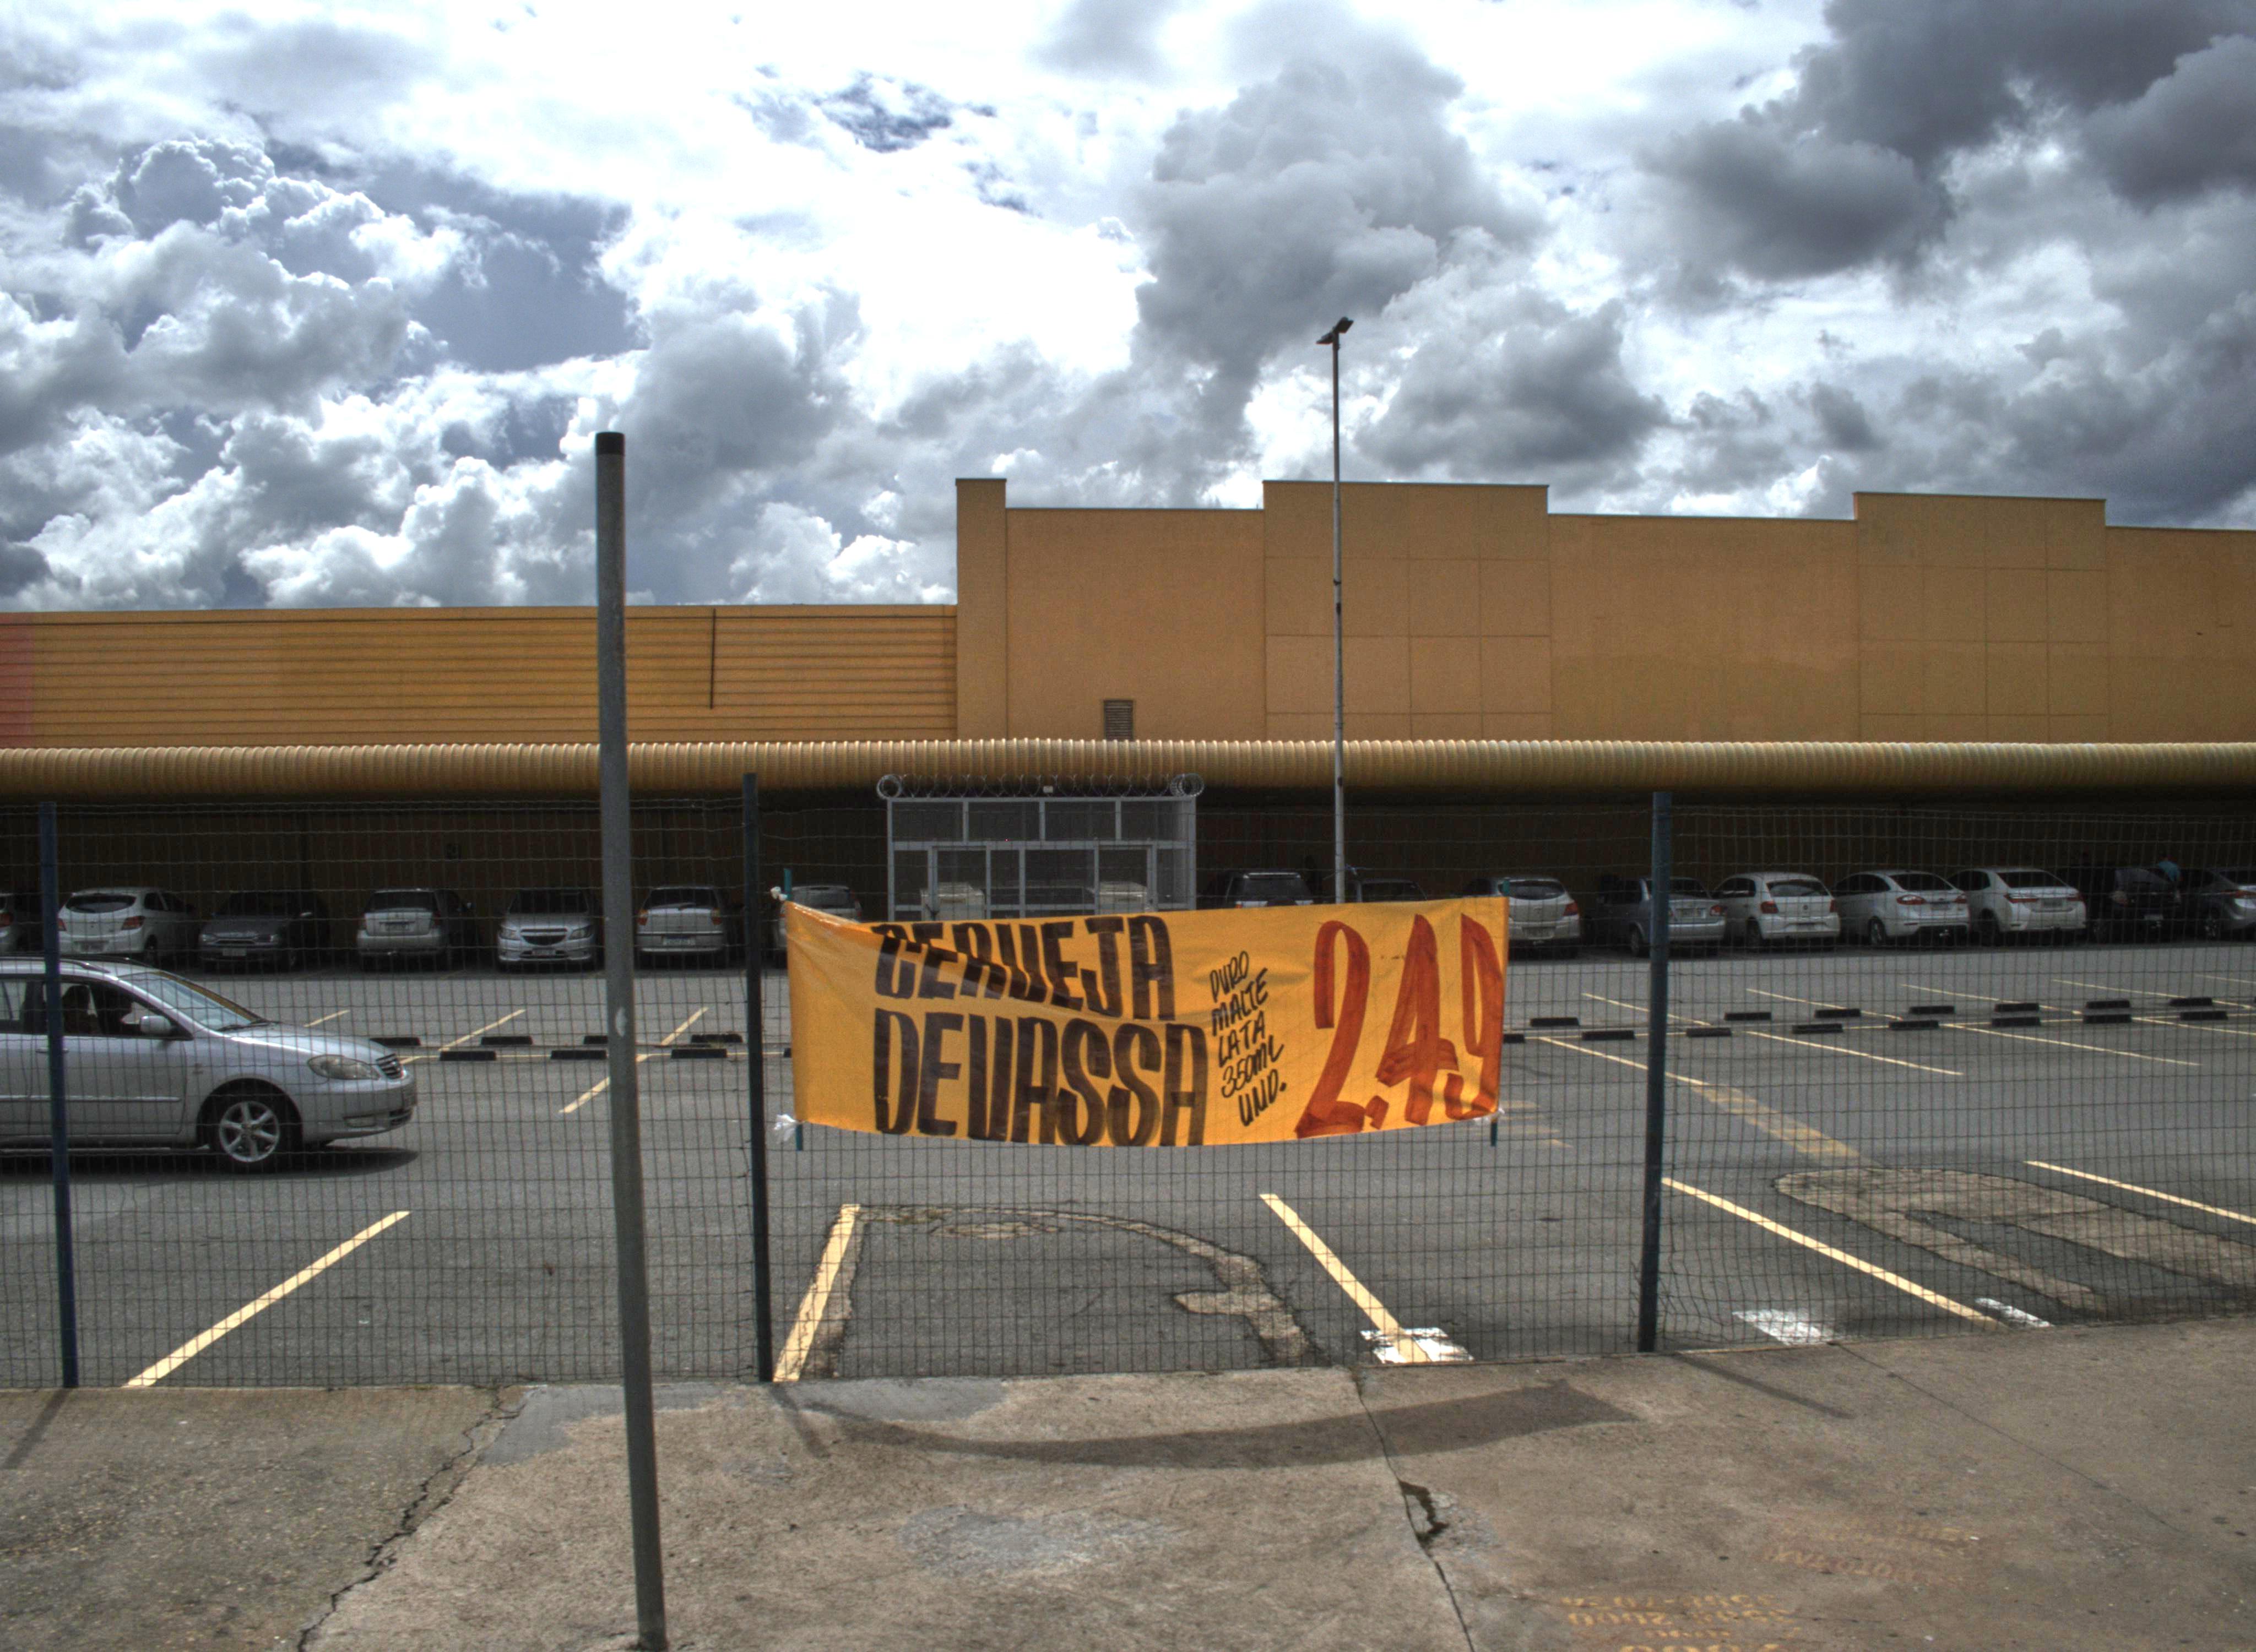 CERVEJA
DEVASSA
PURO
MALTE
LATA
350ML
UND.
2.49